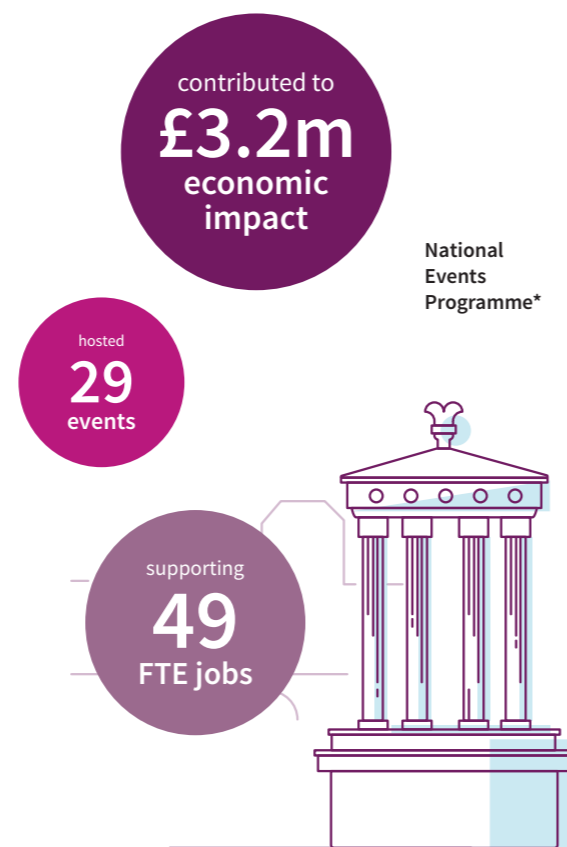 contributed to
£3.2m
economic
impact
National
Events
Programme*
hosted
29
events
supporting
49
FTE jobs